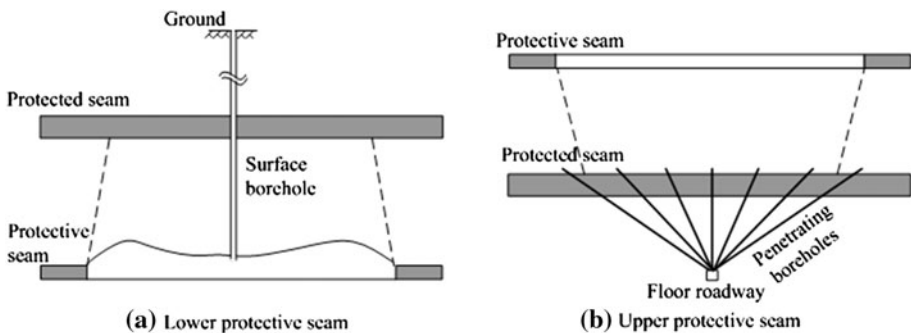 Ground
Protected seam
Surface
borehole
Protective
seam
(a) Lower protective seam
Protective seam
Protected seam
Penetrating
boreholes
Floor roadway
(b) Upper protective seam